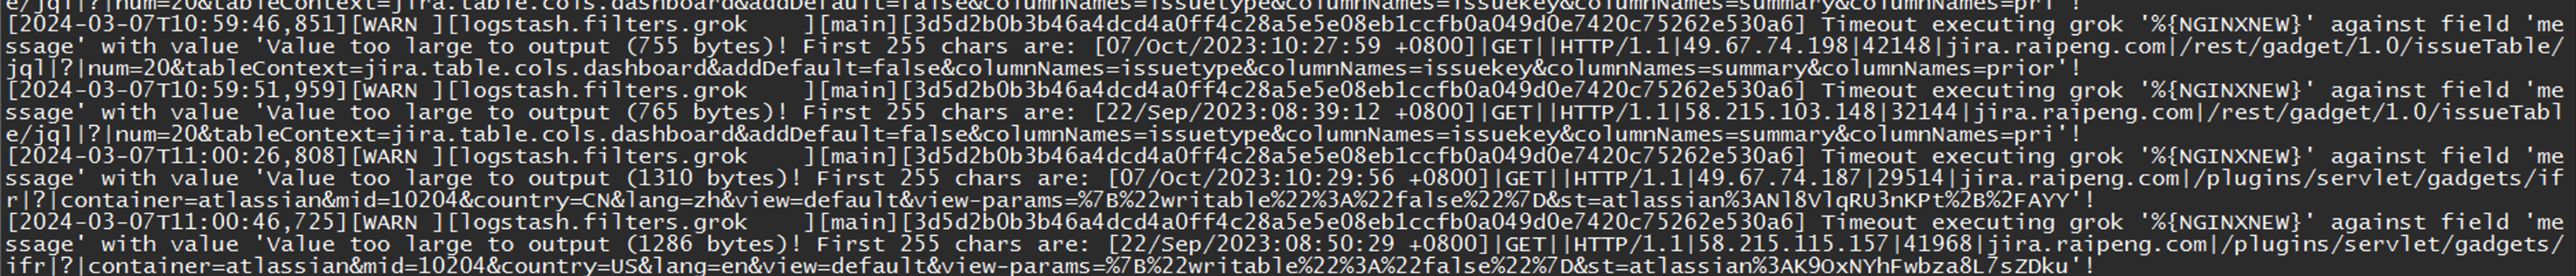 e/jql|?|num=20&tableContext=jira.table.cols.dashboard&addDefault=false&columnNames=issuetype&columnNames=issuekey&columnNames=summary&columnNames=pri'!
[2024-03-07T10:59:46,851][WARN ][logstash.filters.grok    ][main][3d5d2b0b3b46a4dcd4a0ff4c28a5e5e08eb1ccfb0a049d0e7420c75262e530a6] Timeout executing grok '%{NGINXNEW}' against field 'me
ssage' with value 'Value too large to output (755 bytes)! First 255 chars are: [07/Oct/2023:10:27:59 +0800]|GET||HTTP/1.1|49.67.74.198|42148|jira.raipeng.com|/rest/gadget/1.0/issueTable/
jql|?|num=20&tableContext=jira.table.cols.dashboard&addDefault=false&columnNames=issuetype&columnNames=issuekey&columnNames=summary&columnNames=prior'!
[2024-03-07T10:59:51,959][WARN ][logstash.filters.grok    ][main][3d5d2b0b3b46a4dcd4a0ff4c28a5e5e08eb1ccfb0a049d0e7420c75262e530a6] Timeout executing grok '%{NGINXNEW}' against field 'me
ssage' with value 'Value too large to output (765 bytes)! First 255 chars are: [22/Sep/2023:08:39:12 +0800]|GET||HTTP/1.1|58.215.103.148|32144|jira.raipeng.com|/rest/gadget/1.0/issueTabl
e/jql|?|num=20&tableContext=jira.table.cols.dashboard&addDefault=false&columnNames=issuetype&columnNames=issuekey&columnNames=summary&columnNames=pri'!
[2024-03-07T11:00:26,808][WARN ][logstash.filters.grok    ][main][3d5d2b0b3b46a4dcd4a0ff4c28a5e5e08eb1ccfb0a049d0e7420c75262e530a6] Timeout executing grok '%{NGINXNEW}' against field 'me
ssage' with value 'Value too large to output (1310 bytes)! First 255 chars are: [07/Oct/2023:10:29:56 +0800]|GET||HTTP/1.1|49.67.74.187|29514|jira.raipeng.com|/plugins/servlet/gadgets/if
r|?|container=atlassian&mid=10204&country=CN&lang=zh&view=default&view-params=%7B%22writable%22%3A%22false%22%7D&st=atlassian%3ANl8VlqRU3nKPt%2B%2FAYY'!
[2024-03-07T11:00:46,725][WARN ][logstash.filters.grok    ][main][3d5d2b0b3b46a4dcd4a0ff4c28a5e5e08eb1ccfb0a049d0e7420c75262e530a6] Timeout executing grok '%{NGINXNEW}' against field 'me
ssage' with value 'Value too large to output (1286 bytes)! First 255 chars are: [22/Sep/2023:08:50:29 +0800]|GET||HTTP/1.1|58.215.115.157|41968|jira.raipeng.com|/plugins/servlet/gadgets/
ifr|?|container=atlassian&mid=10204&country=US&lang=en&view=default&view-params=%7B%22writable%22%3A%22false%22%7D&st=atlassian%3AK9OxNYhFwbza8L7sZDku'!